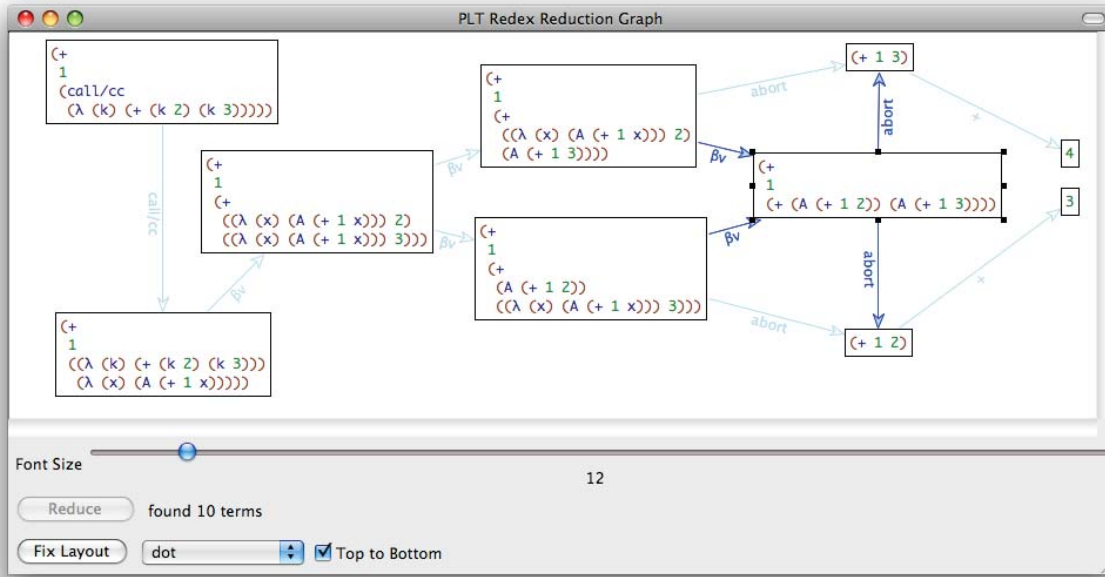 PLT Redex Reduction Graph
(+
1
(call/cc
(λ (k) (+ (k 2) (k 3)))))
call/cc
(+
1
((λ (k) (+ (k 2) (k 3)))
(λ (x) (A (+ 1 x)))))
βv
(+
1
(+
((λ (x) (A (+ 1 x))) 2)
((λ (x) (A (+ 1 x))) 3)))
βv
βv
(+
1
(+
((λ (x) (A (+ 1 x))) 2)
(A (+ 1 3))))
(+
1
(+
(A (+ 1 2))
((λ (x) (A (+ 1 x))) 3)))
abort
βv
βv
abort
(+ 1 3)
abort
(+
1
(+ (A (+ 1 2)) (A (+ 1 3))))
abort
(+ 1 2)
+
+
4
3
Font Size
12
Reduce
found 10 terms
Fix Layout
dot
Top to Bottom